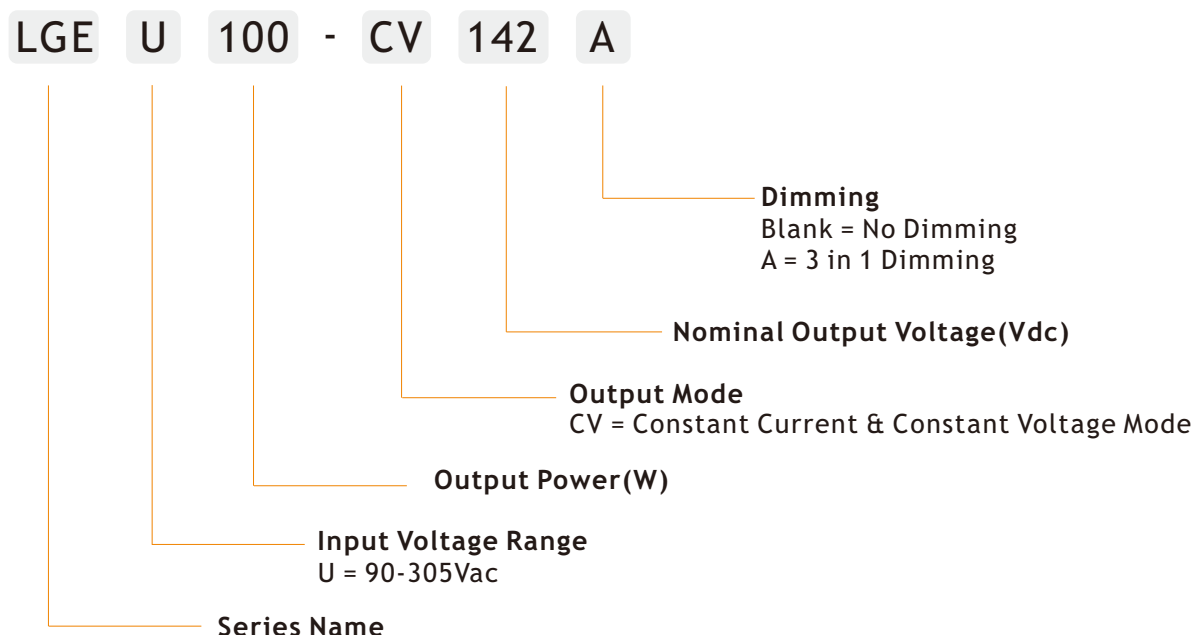 LGE U 100 - CV 142 A
Dimming
Blank = No Dimming
A = 3 in 1 Dimming
Nominal Output Voltage(Vdc)
Output Mode
CV = Constant Current & Constant Voltage Mode
Output Power(W)
Input Voltage Range
U = 90-305Vac
Series Name